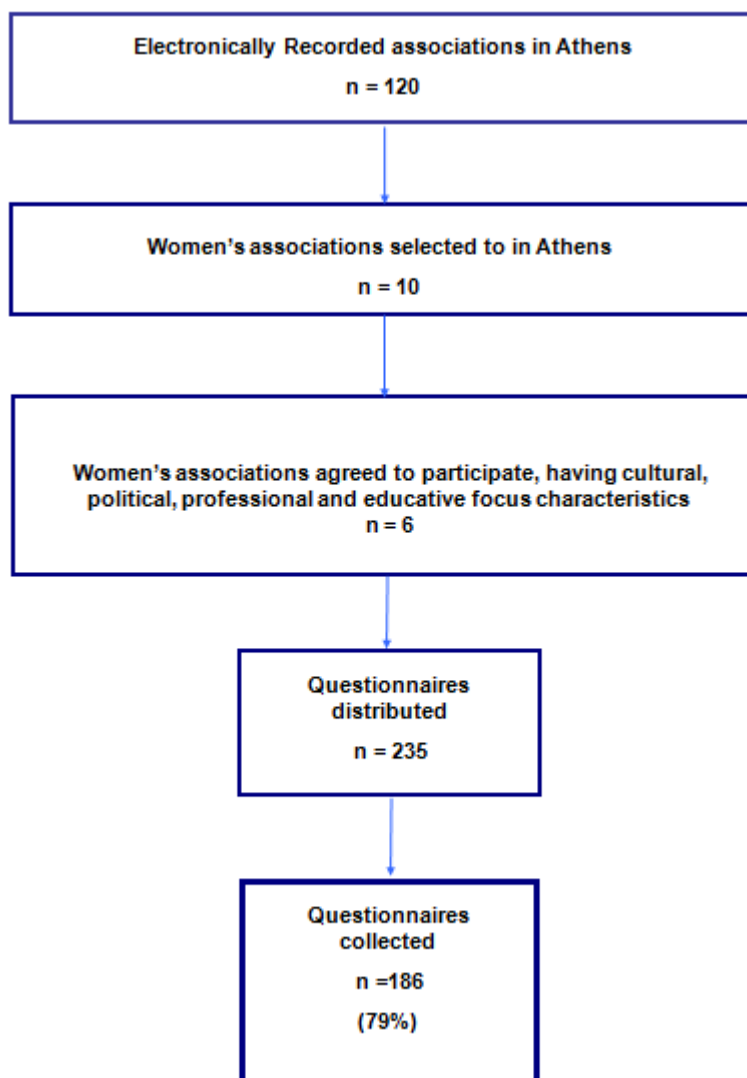 Electronically Recorded associations in Athens
n = 120
Women's associations selected to in Athens
n = 10
Women's associations agreed to participate, having cultural,
political, professional and educative focus characteristics
n = 6
Questionnaires
distributed
n = 235
Questionnaires
collected
n =186
(79%)